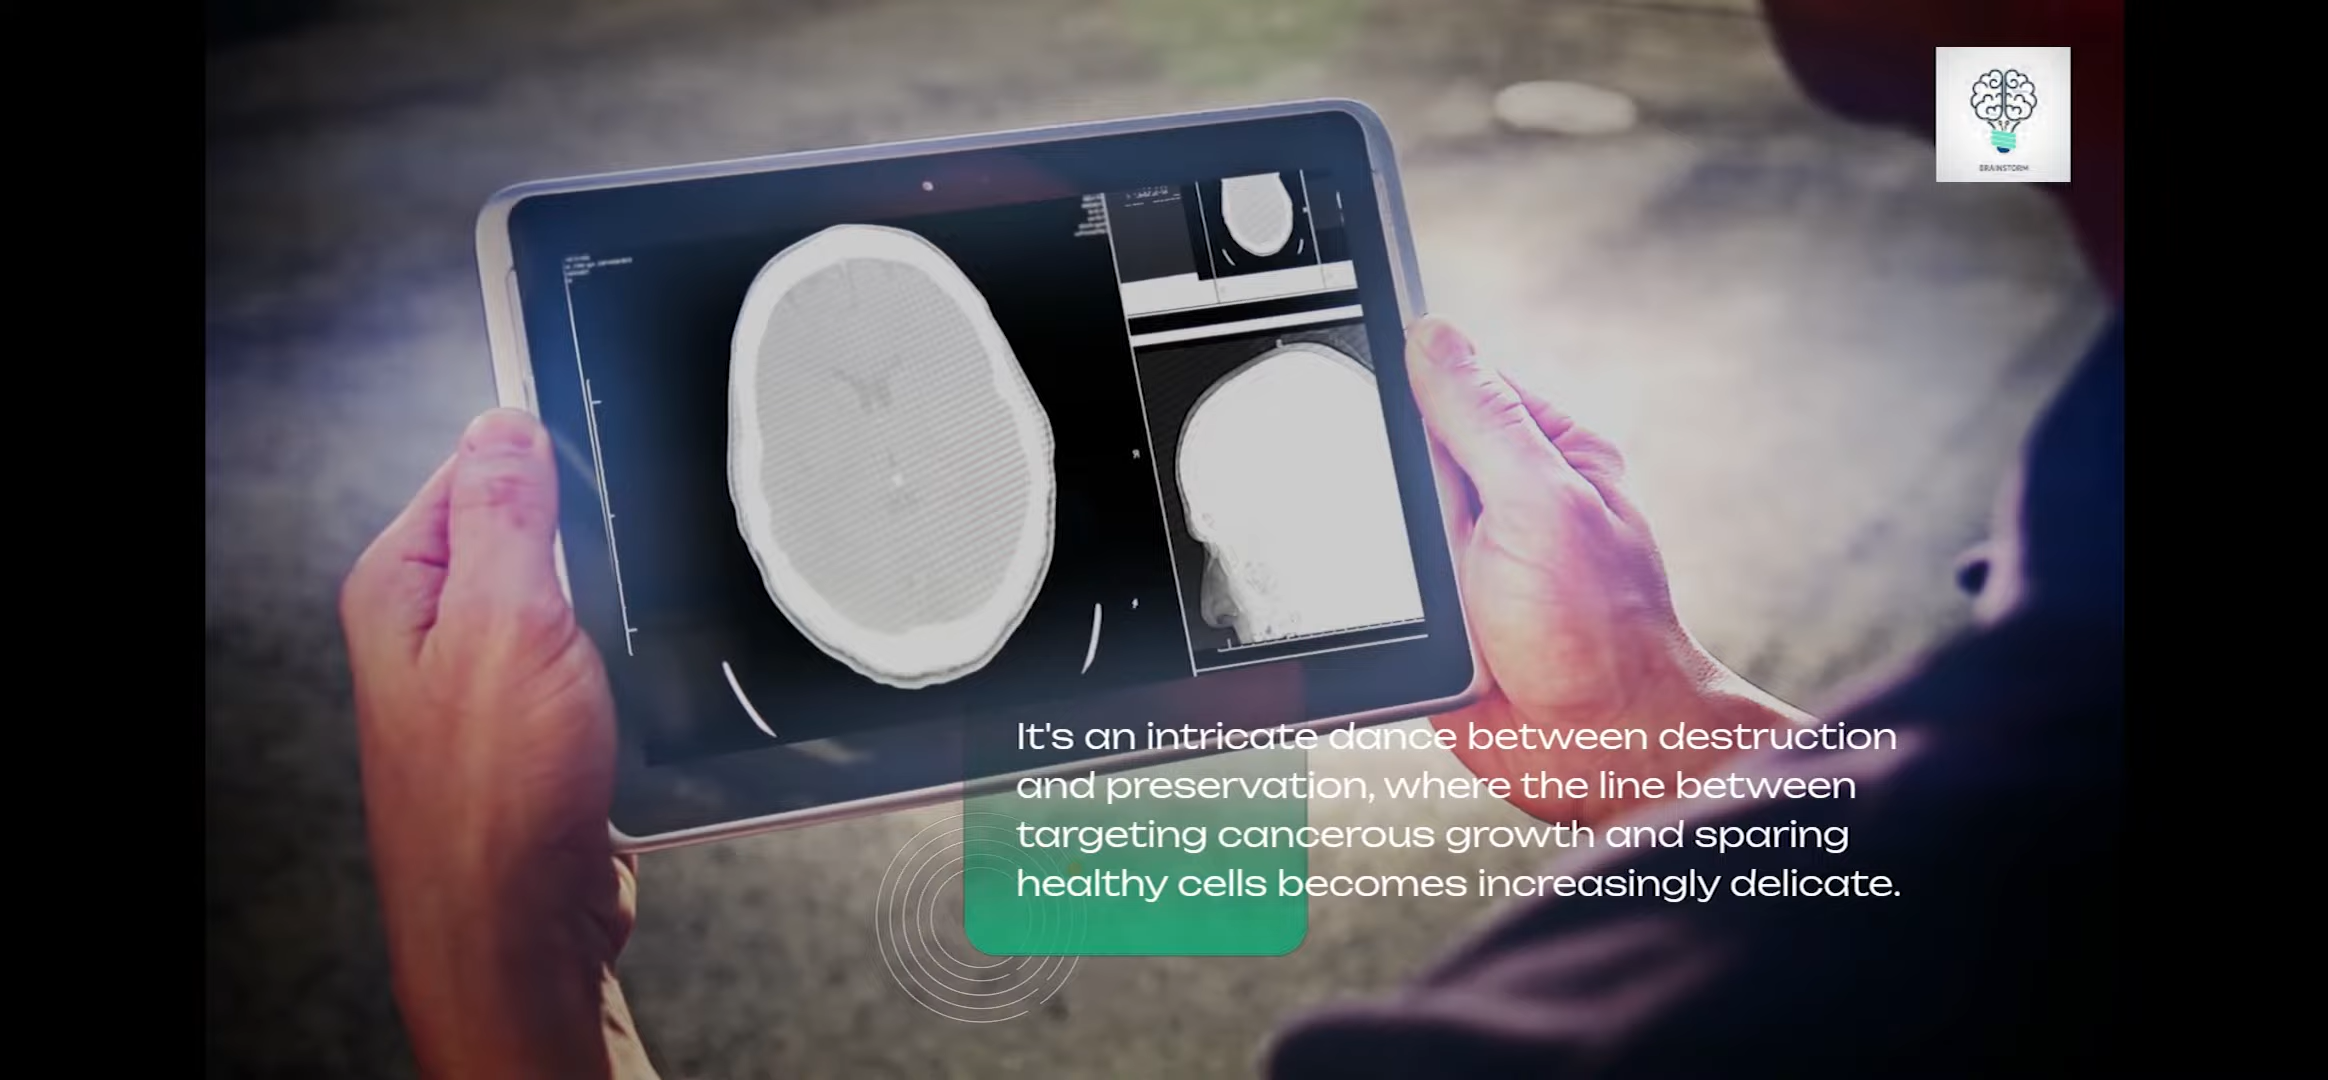 BRAINSTORM
R
It's an intricate dance between destruction
and preservation, where the line between
targeting cancerous growth and sparing
healthy cells becomes increasingly delicate.